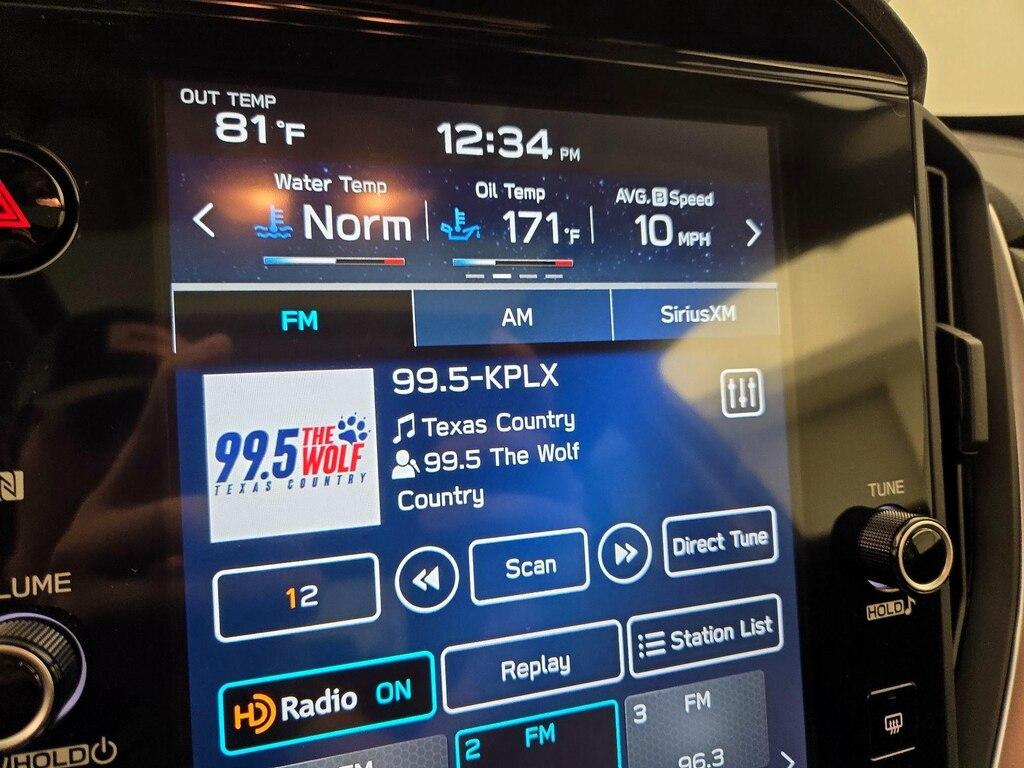 OUT TEMP
81°F
12:34 PM
Water Temp
Norm
Oil Temp
171°F
AVG. B Speed
10 MPH
FM
AM
SiriusXM
99.5 THE WOLF
TEXAS COUNTRY
99.5-KPLX
Texas Country
99.5 The Wolf
Country
12
Scan
Direct Tune
HD Radio ON
Replay
Station List
2 FM
3 FM
96.3
TUNE
HOLD
LUME
/HOLD
N